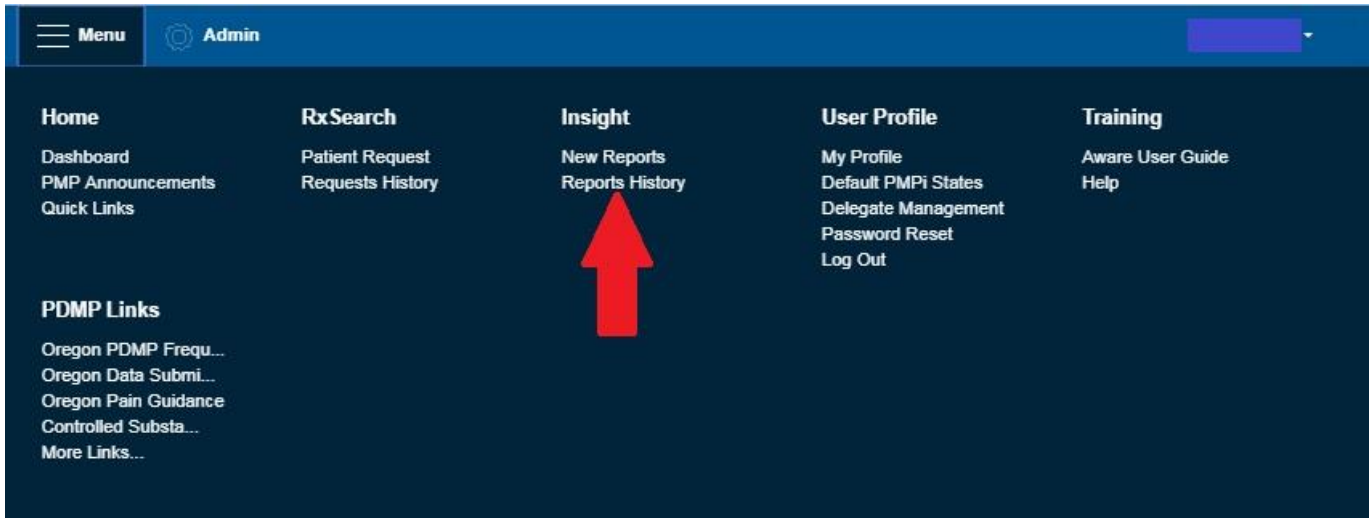 Menu Admin
Home
Dashboard
PMP Announcements
Quick Links
RxSearch
Patient Request
Requests History
Insight
New Reports
Reports History
User Profile
My Profile
Default PMPi States
Delegate Management
Password Reset
Log Out
Training
Aware User Guide
Help
PDMP Links
Oregon PDMP Frequ...
Oregon Data Submi...
Oregon Pain Guidance
Controlled Substa...
More Links...